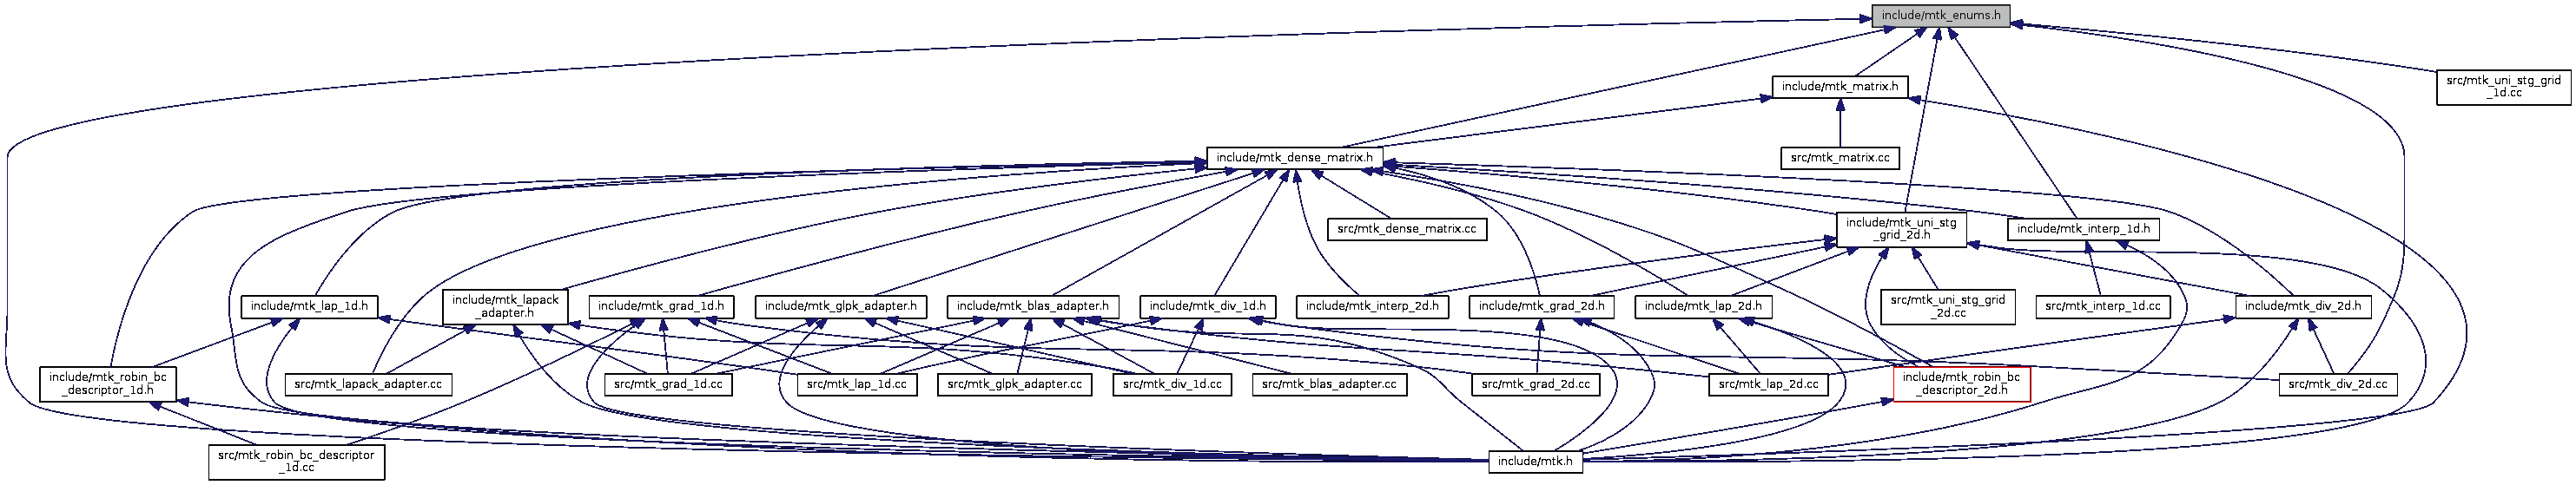 include/mtk_enums.h
include/mtk_matrix.h
src/mtk_uni_stg_grid
_1d.cc
include/mtk_dense_matrix.h
src/mtk_matrix.cc
src/mtk_dense_matrix.cc
include/mtk_uni_stg
_grid_2d.h
include/mtk_interp_1d.h
include/mtk_lap_1d.h
include/mtk_lapack
_adapter.h
include/mtk_grad_1d.h
include/mtk_glpk_adapter.h
include/mtk_blas_adapter.h
include/mtk_div_1d.h
include/mtk_interp_2d.h
include/mtk_grad_2d.h
include/mtk_lap_2d.h
src/mtk_uni_stg_grid
_2d.cc
src/mtk_interp_1d.cc
include/mtk_div_2d.h
include/mtk_robin_bc
_descriptor_1d.h
src/mtk_lapack_adapter.cc
src/mtk_grad_1d.cc
src/mtk_lap_1d.cc
src/mtk_glpk_adapter.cc
src/mtk_div_1d.cc
src/mtk_blas_adapter.cc
src/mtk_grad_2d.cc
src/mtk_lap_2d.cc
include/mtk_robin_bc
_descriptor_2d.h
src/mtk_div_2d.cc
src/mtk_robin_bc_descriptor
_1d.cc
include/mtk.h